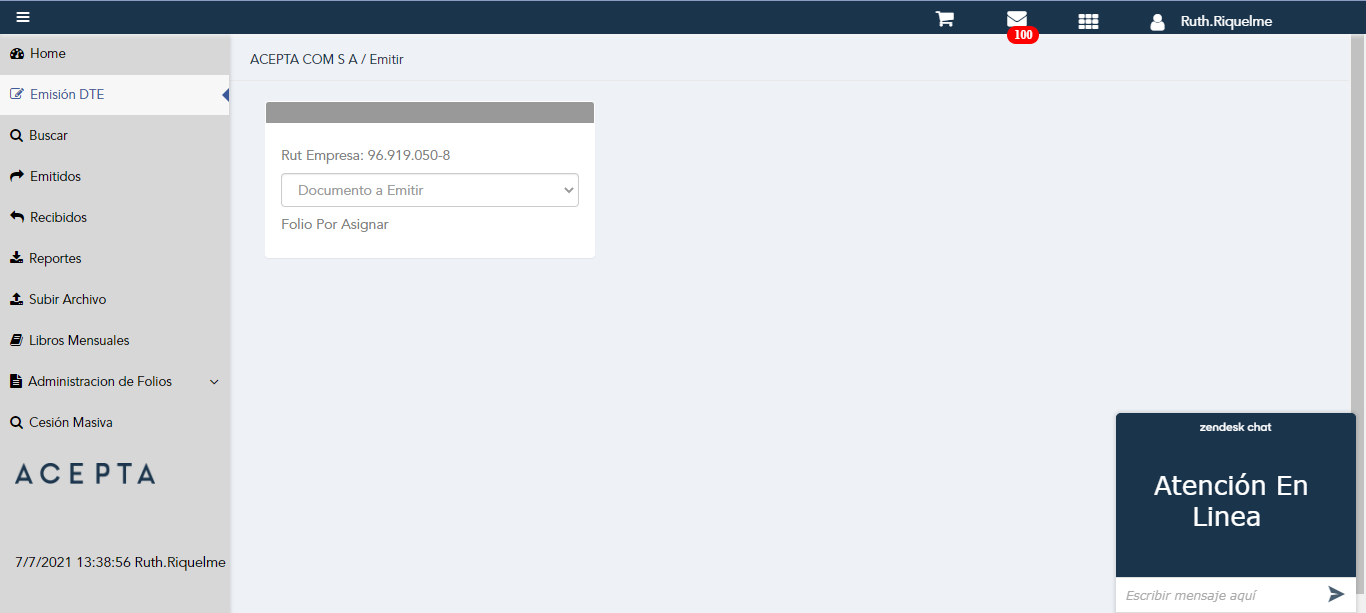 Ruth.Riquelme
100
Home
Emisión DTE
Buscar
Emitidos
Recibidos
Reportes
Subir Archivo
Libros Mensuales
Administracion de Folios
Cesión Masiva
ACEPTA
7/7/2021 13:38:56 Ruth.Riquelme
ACEPTA COM S A / Emitir
Rut Empresa: 96.919.050-8
Documento a Emitir
Folio Por Asignar
zendesk chat
Atención En
Linea
Escribir mensaje aquí